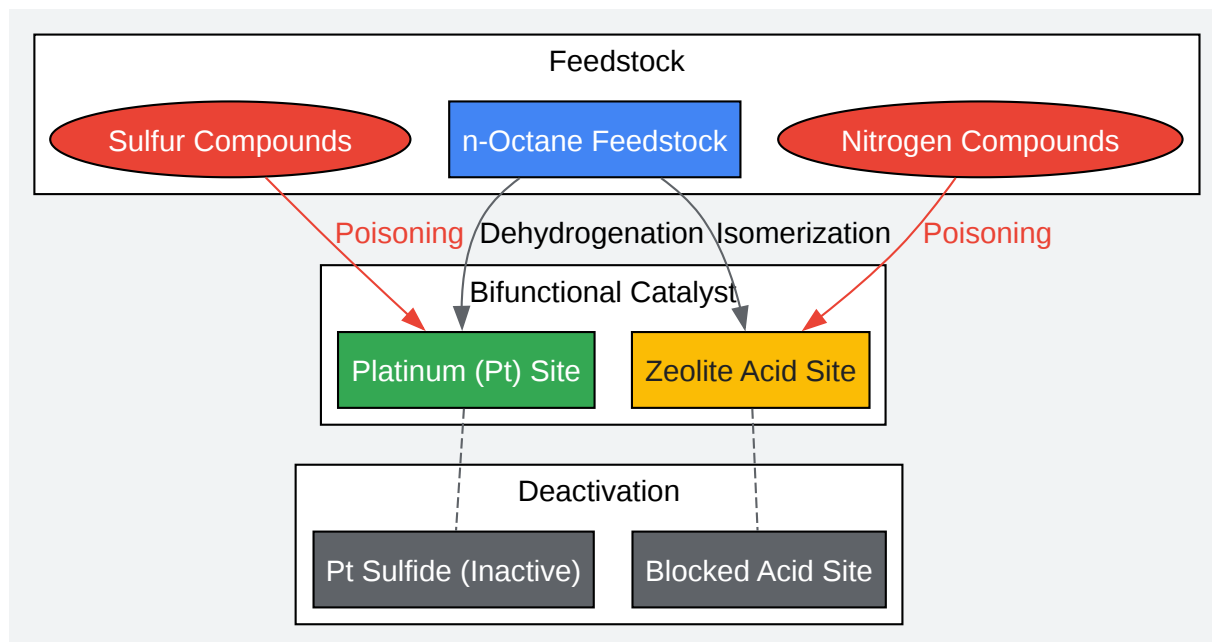 Feedstock
Sulfur Compounds
n-Octane Feedstock
Nitrogen Compounds
Poisoning
Dehydrogenation
Isomerization
Poisoning
Bifunctional Catalyst
Platinum (Pt) Site
Zeolite Acid Site
Deactivation
Pt Sulfide (Inactive)
Blocked Acid Site